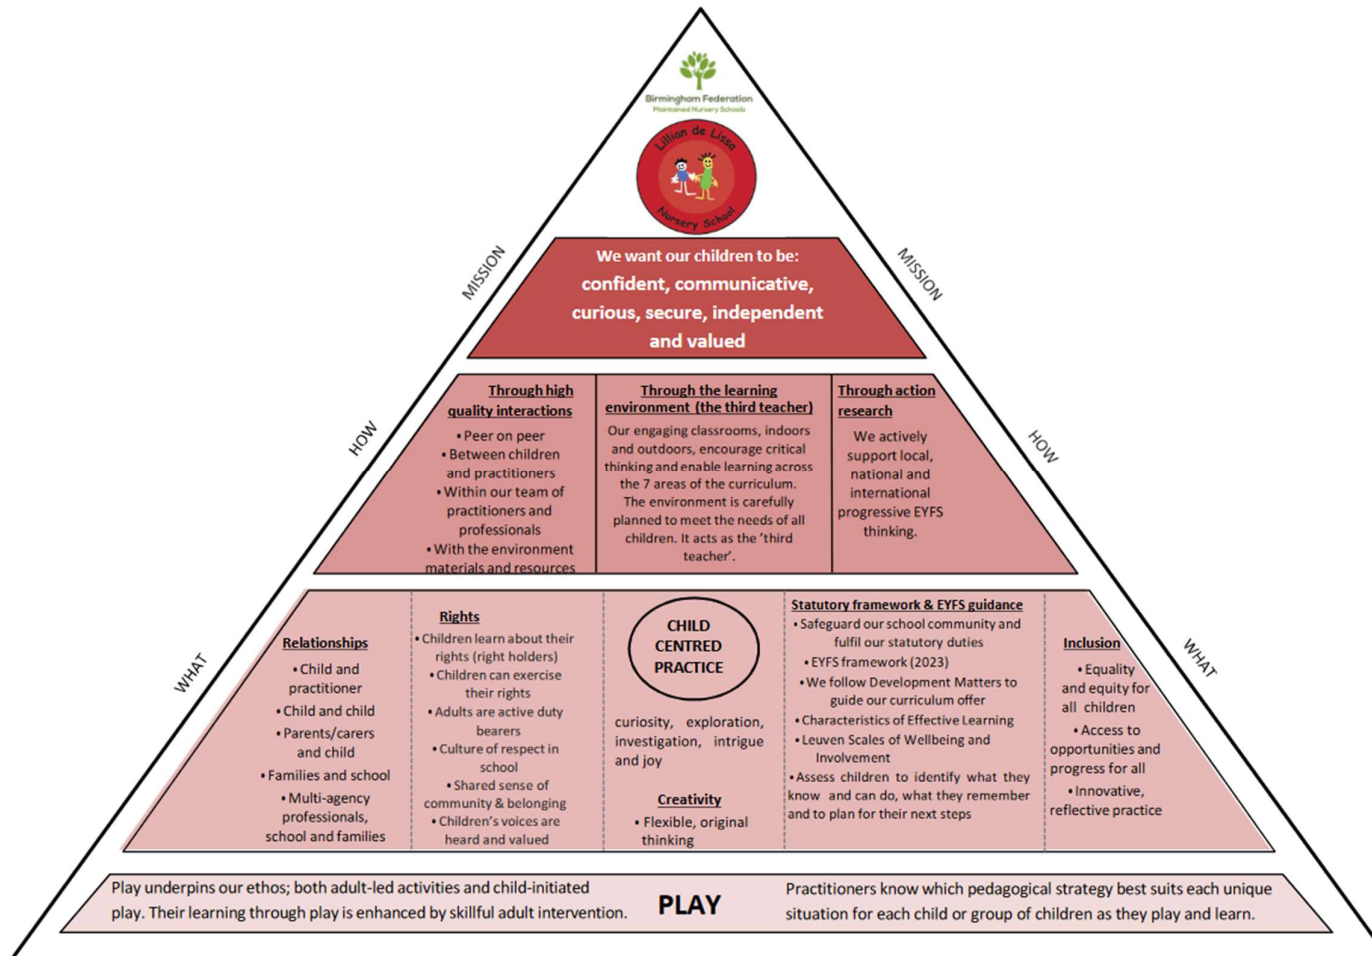 Birmingham Federation
Maintained Nursery Schools
Lillian de Lissa
Nursery School
MISSION
MISSION
We want our children to be:
confident, communicative,
curious, secure, independent
and valued
HOW
HOW
Through high
quality interactions
• Peer on peer
• Between children
and practitioners
• Within our team of
practitioners and
professionals
• With the environment
materials and resources
Through the learning
environment (the third teacher)
Our engaging classrooms, indoors
and outdoors, encourage critical
thinking and enable learning across
the 7 areas of the curriculum.
The environment is carefully
planned to meet the needs of all
children. It acts as the 'third
teacher'.
Through action
research
We actively
support local,
national and
international
progressive EYFS
thinking.
WHAT
WHAT
Relationships
• Child and
practitioner
• Child and child
• Parents/carers
and child
• Families and school
• Multi-agency
professionals,
school and families
Rights
• Children learn about their
rights (right holders)
• Children can exercise
their rights
• Adults are active duty
bearers
• Culture of respect in
school
• Shared sense of
community & belonging
• Children's voices are
heard and valued
CHILD
CENTRED
PRACTICE
curiosity, exploration,
investigation, intrigue
and joy
Creativity
• Flexible, original
thinking
Statutory framework & EYFS guidance
• Safeguard our school community and
fulfil our statutory duties
• EYFS framework (2023)
• We follow Development Matters to
guide our curriculum offer
• Characteristics of Effective Learning
• Leuven Scales of Wellbeing and
Involvement
• Assess children to identify what they
know and can do, what they remember
and to plan for their next steps
Inclusion
• Equality
and equity for
all children
• Access to
opportunities and
progress for all
• Innovative,
reflective practice
Play underpins our ethos; both adult-led activities and child-initiated
play. Their learning through play is enhanced by skillful adult intervention.
PLAY
Practitioners know which pedagogical strategy best suits each unique
situation for each child or group of children as they play and learn.